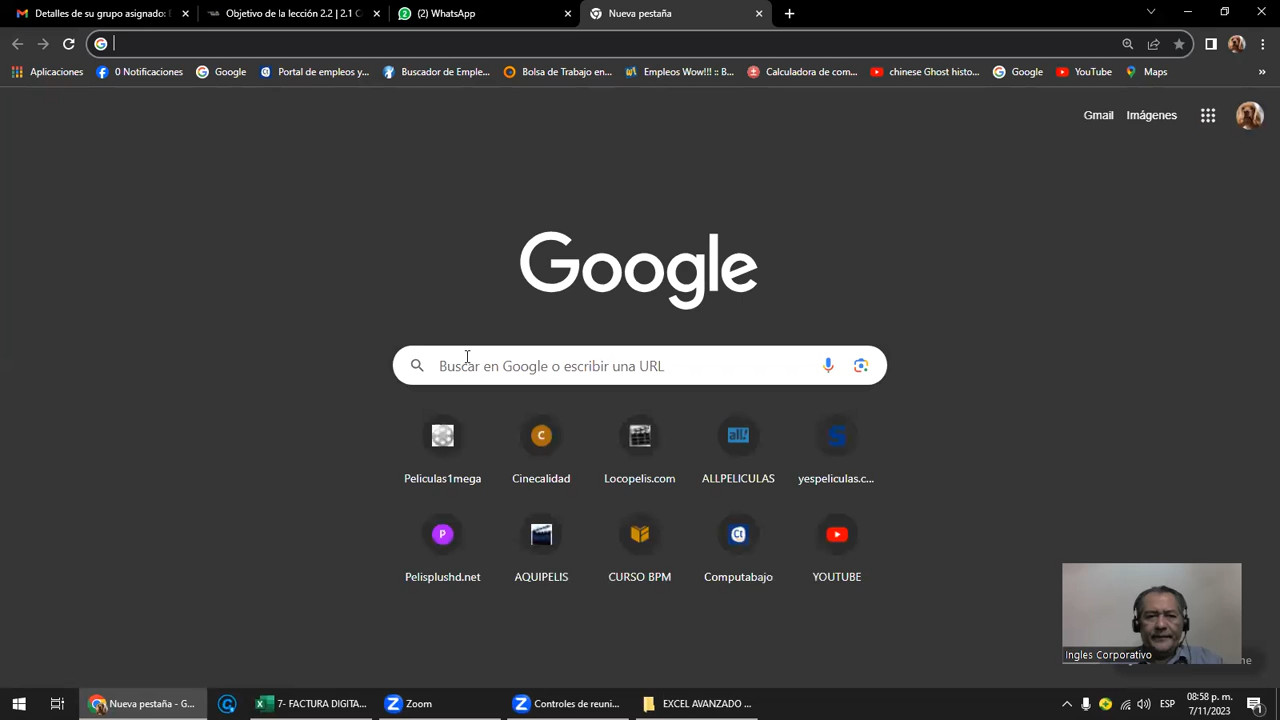 Detalles de su grupo asignado: E
Objetivo de la lección 2.2 | 2.1 C
(2) WhatsApp
Nueva pestaña
Aplicaciones
0 Notificaciones
Google
Portal de empleos y...
Buscador de Emple...
Bolsa de Trabajo en...
Empleos Wow!!! :: B...
Calculadora de com...
chinese Ghost histo...
Google
YouTube
Maps
»
Gmail
Imágenes
Google
Buscar en Google o escribir una URL
Peliculas1mega
Cinecalidad
Locopelis.com
ALLPELICULAS
yespeliculas.c...
Pelisplushd.net
AQUIPELIS
CURSO BPM
Computabajo
YOUTUBE
Ingles Corporativo
Nueva pestaña - G...
7- FACTURA DIGITA...
Zoom
Controles de reuni...
EXCEL AVANZADO ...
ESP
08:58 p. m.
7/11/2023